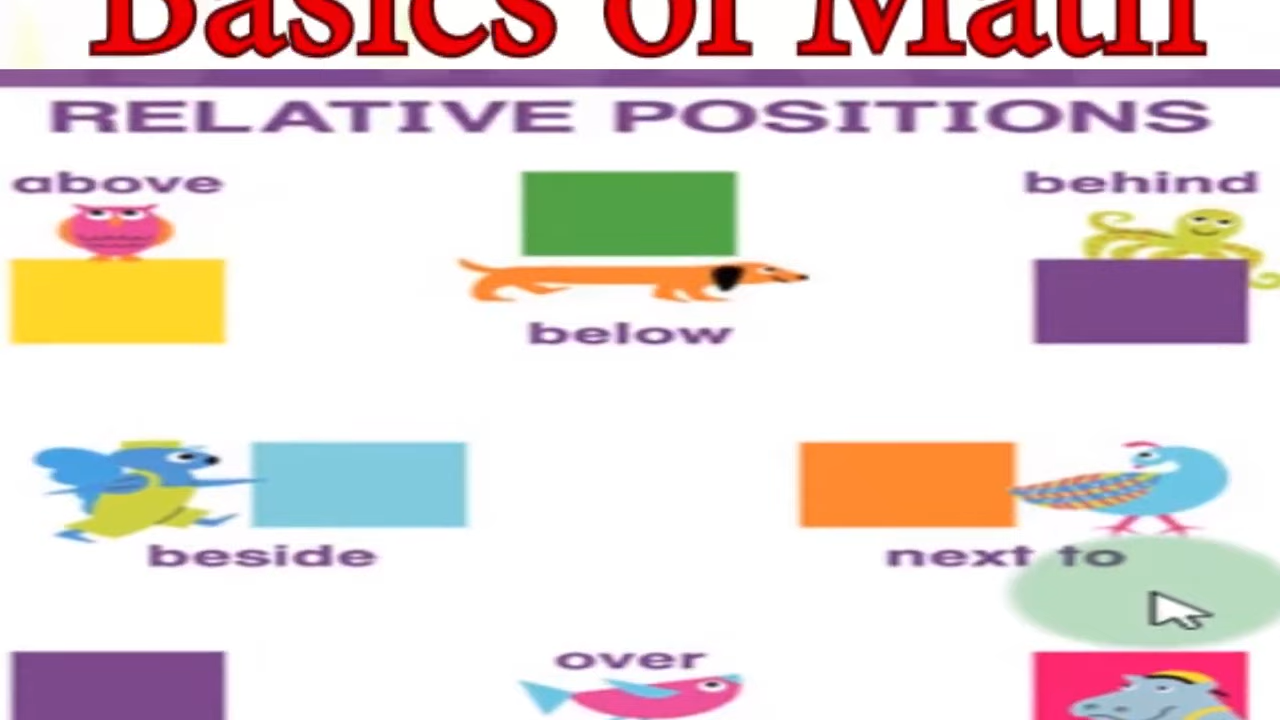 Basics of Math
RELATIVE POSITIONS
above
behind
below
beside
next to
over